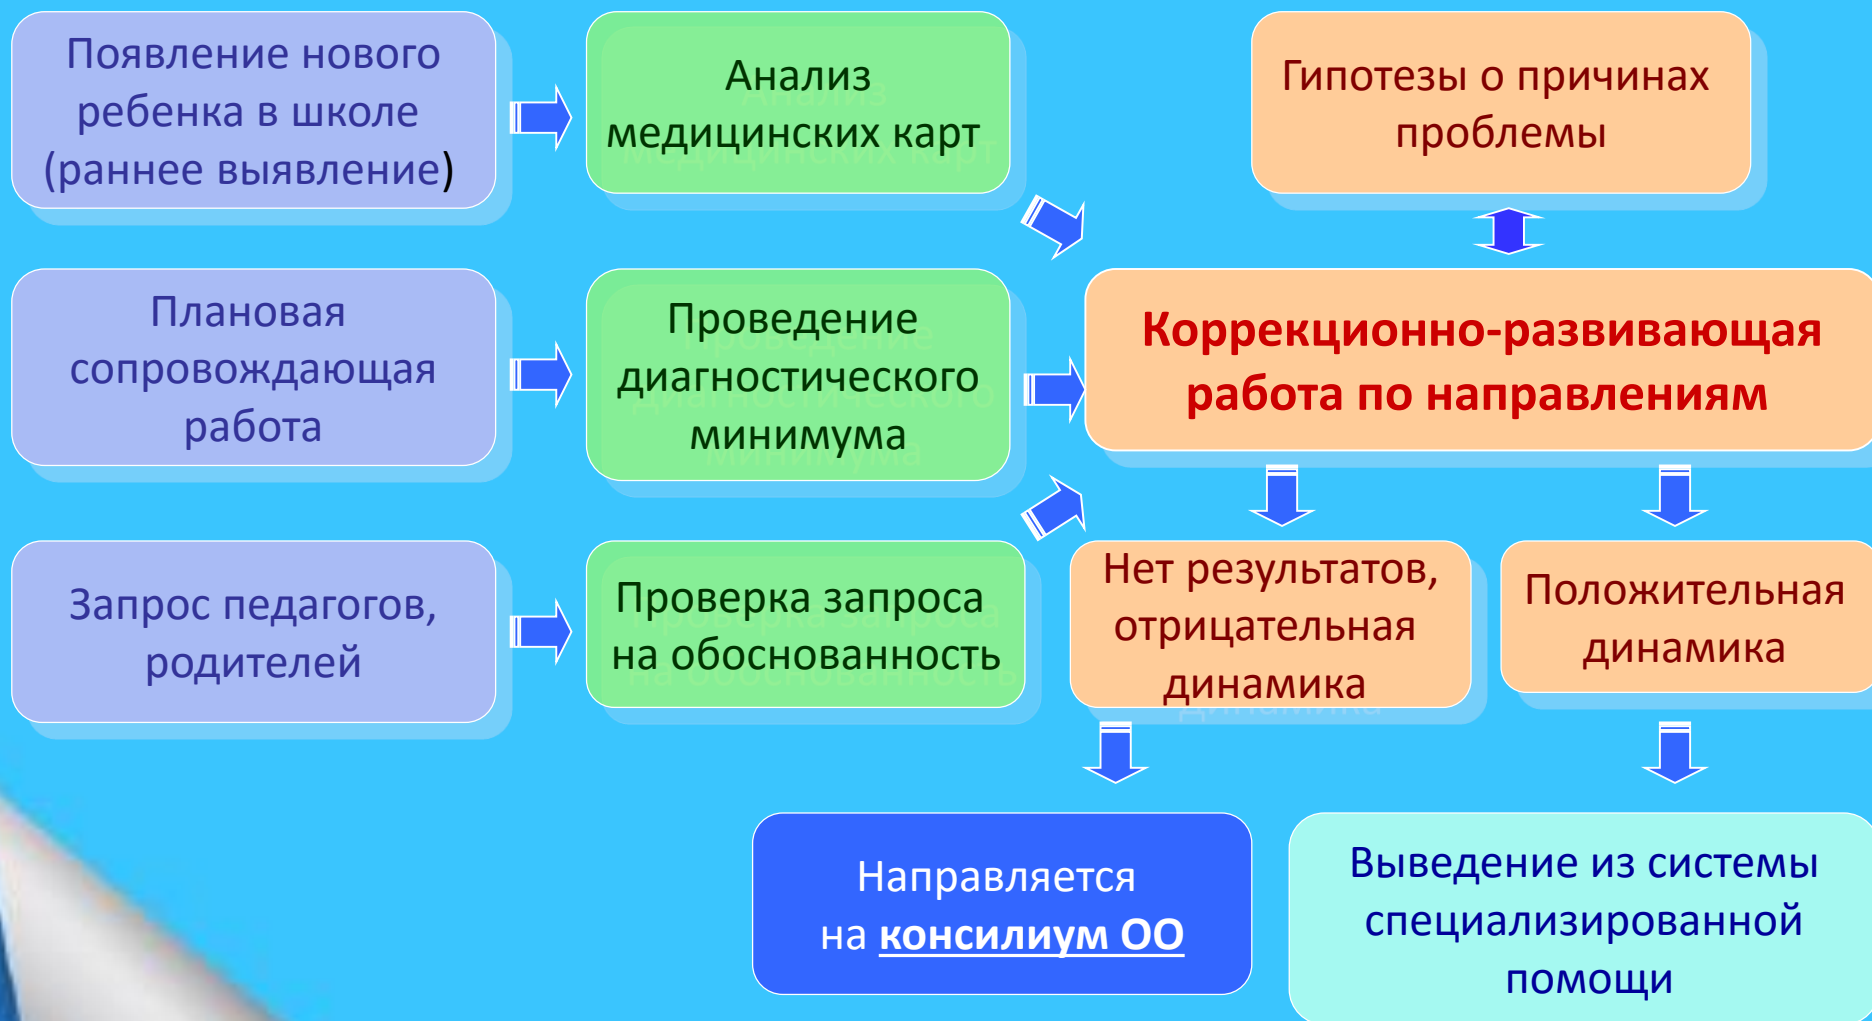 Появление нового
ребенка в школе
(раннее выявление)
Анализ
медицинских карт
Гипотезы о причинах
проблемы
Плановая
сопровождающая
работа
Проведение
диагностического
минимума
Коррекционно-развивающая
работа по направлениям
Запрос педагогов,
родителей
Проверка запроса
на обоснованность
Нет результатов,
отрицательная
динамика
Положительная
динамика
Направляется
на консилиум ОО
Выведение из системы
специализированной
помощи